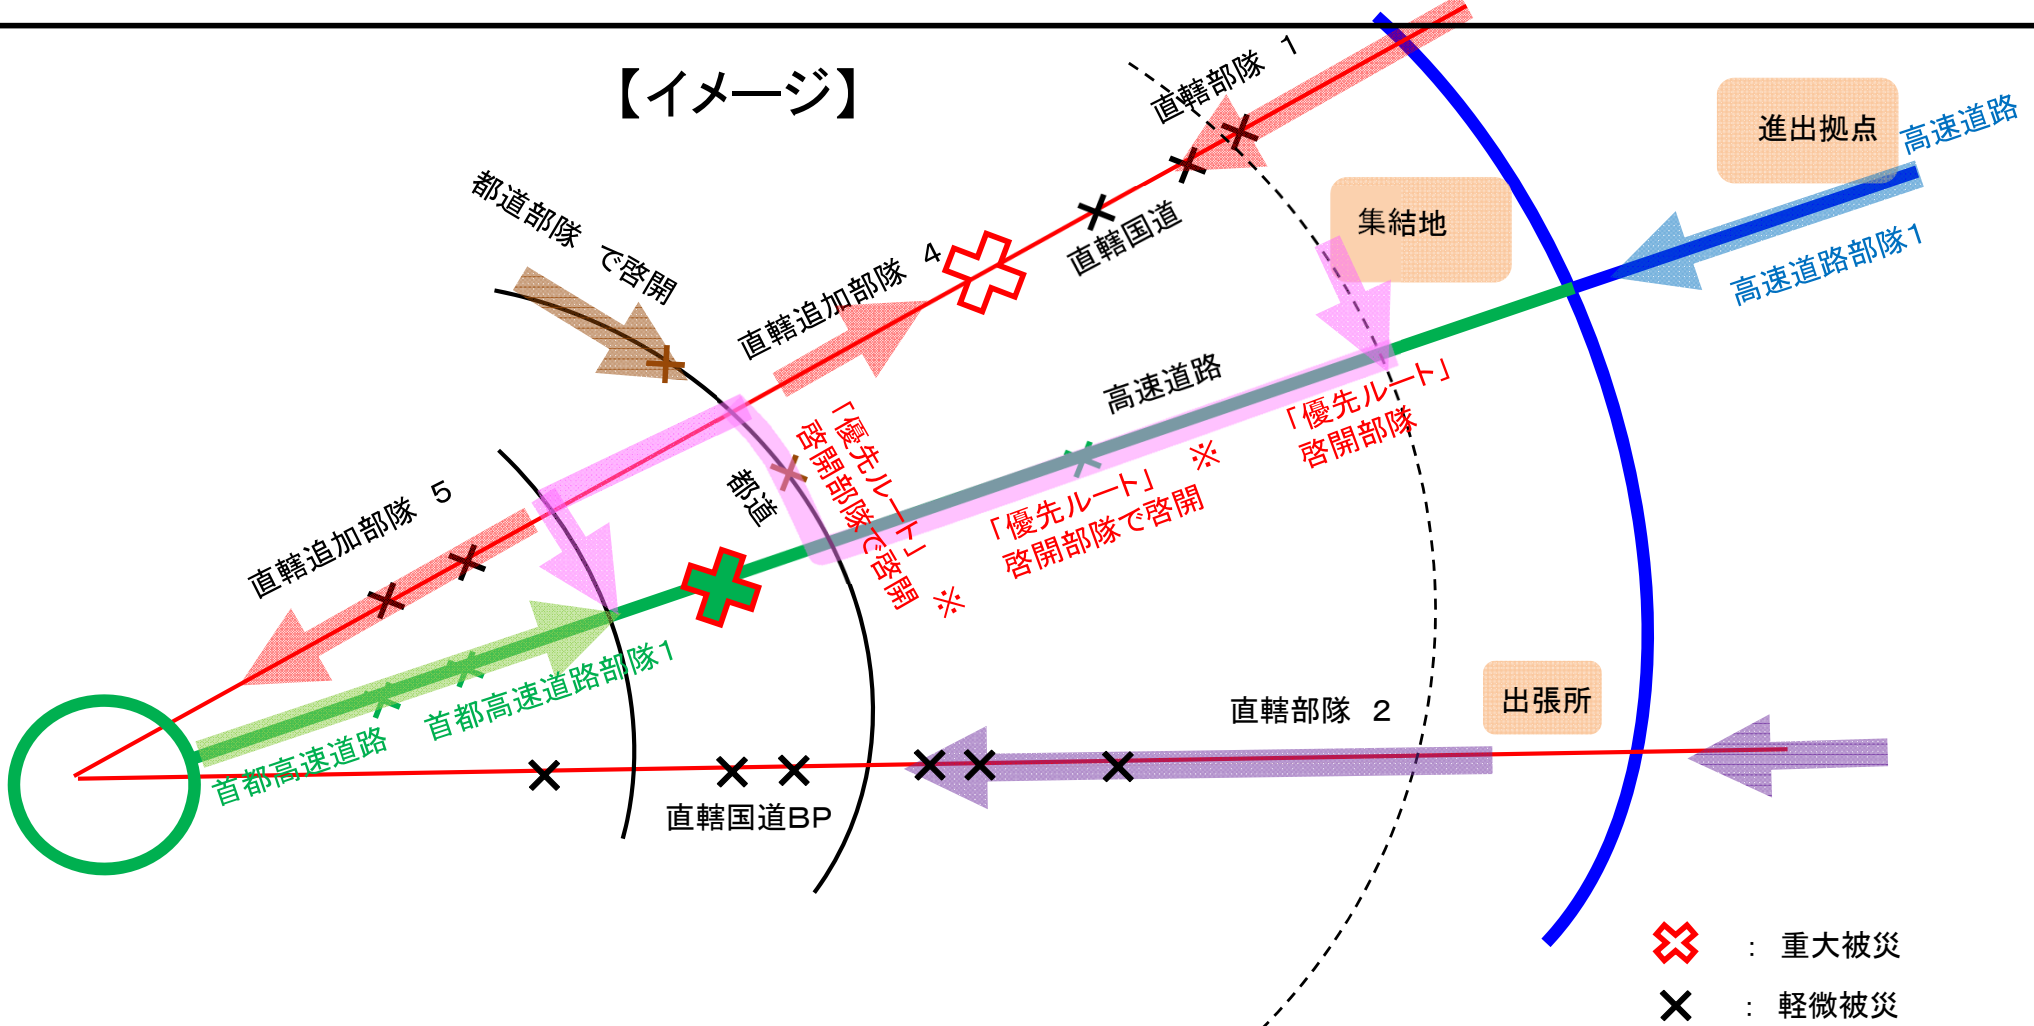 【イメージ】
直轄部隊　1
進出拠点
高速道路
都道部隊　で啓開
集結地
直轄国道
高速道路部隊1
直轄追加部隊　4
高速道路
「優先ルート」
啓開部隊
「優先ルート」　※
啓開部隊で啓開
「優先ルート」
啓開部隊で啓開　※
都道
直轄追加部隊　5
首都高速道路部隊1
首都高速道路
直轄部隊　2
出張所
直轄国道BP
：　重大被災
：　軽微被災